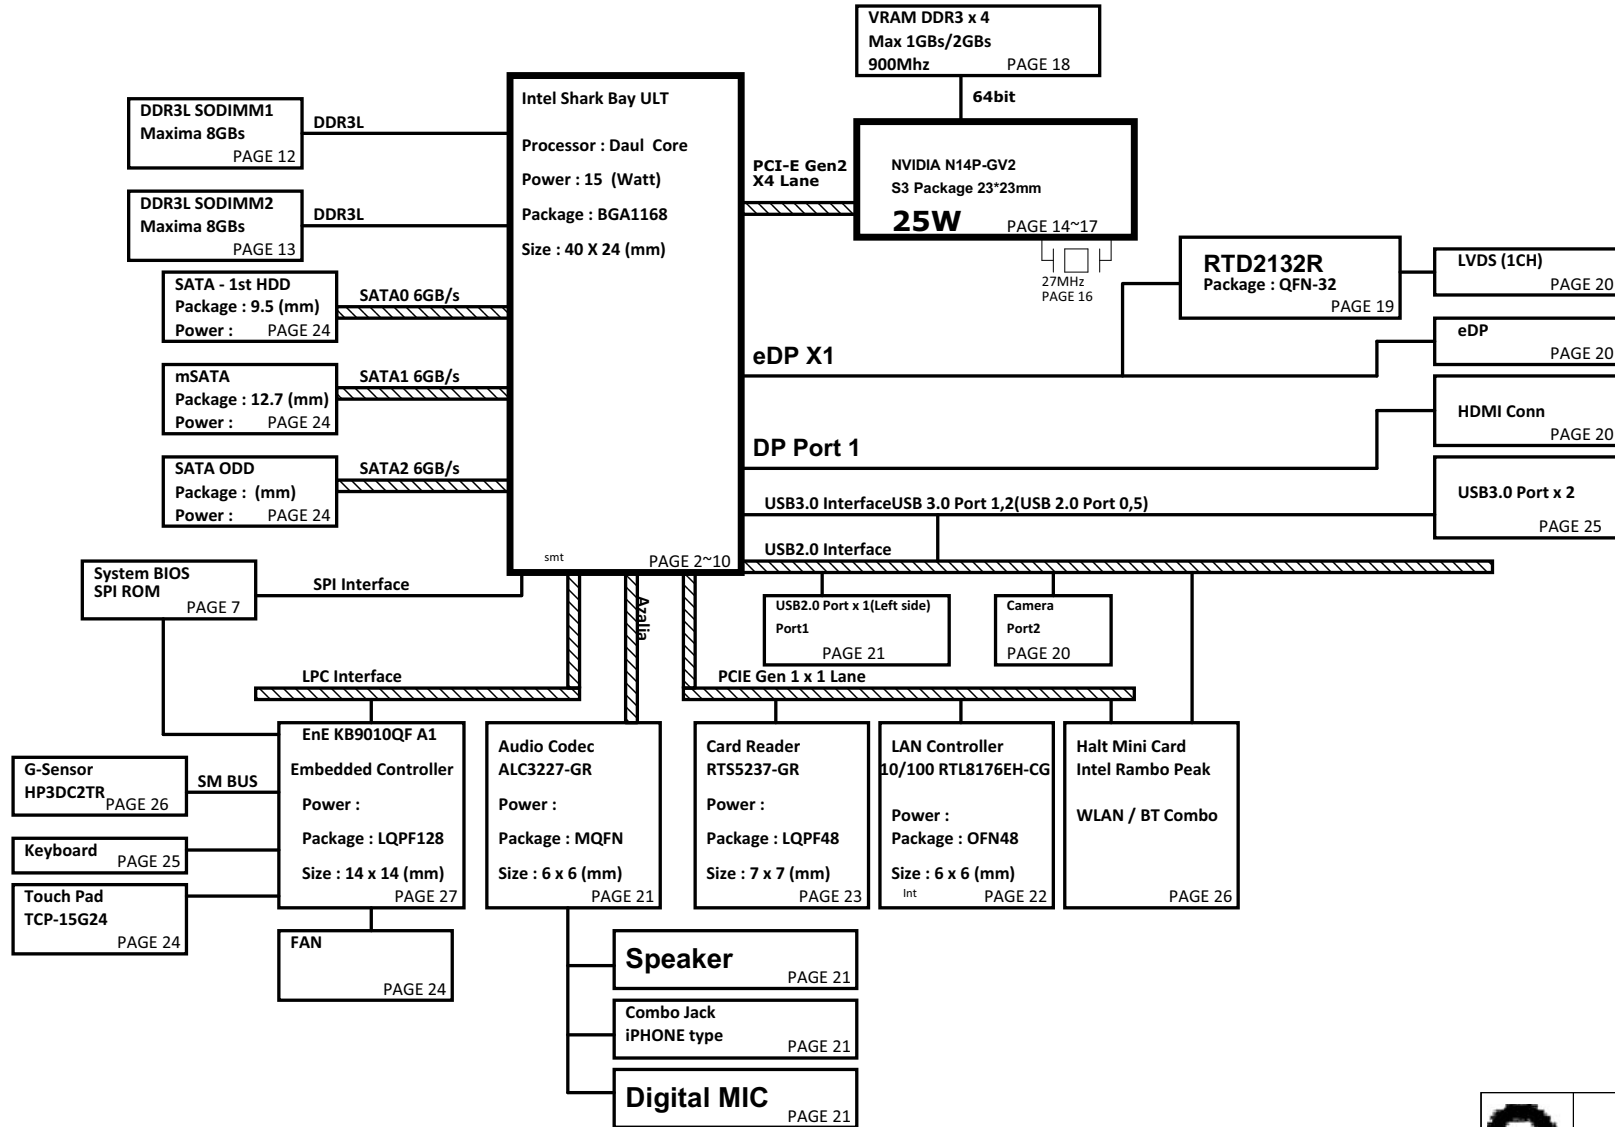 VRAM DDR3 x 4
Max 1GBs/2GBs
900Mhz
PAGE 18
64bit
DDR3L SODIMM1
Maxima 8GBs
PAGE 12
DDR3L
DDR3L SODIMM2
Maxima 8GBs
PAGE 13
DDR3L
SATA - 1st HDD
Package : 9.5 (mm)
Power :
PAGE 24
SATA0 6GB/s
mSATA
Package : 12.7 (mm)
Power :
PAGE 24
SATA1 6GB/s
SATA ODD
Package : (mm)
Power :
PAGE 24
SATA2 6GB/s
Intel Shark Bay ULT
Processor : Daul Core
Power : 15 (Watt)
Package : BGA1168
Size : 40 X 24 (mm)
smt
PAGE 2~10
PCI-E Gen2
X4 Lane
NVIDIA N14P-GV2
S3 Package 23*23mm
25W
PAGE 14~17
27MHz
PAGE 16
RTD2132R
Package : QFN-32
PAGE 19
LVDS (1CH)
PAGE 20
eDP X1
eDP
PAGE 20
DP Port 1
HDMI Conn
PAGE 20
USB3.0 InterfaceUSB 3.0 Port 1,2(USB 2.0 Port 0,5)
USB3.0 Port x 2
PAGE 25
USB2.0 Interface
USB2.0 Port x 1(Left side)
Port1
PAGE 21
Camera
Port2
PAGE 20
System BIOS
SPI ROM
PAGE 7
SPI Interface
Azalia
LPC Interface
PCIE Gen 1 x 1 Lane
EnE KB9010QF A1
Embedded Controller
Power :
Package : LQPF128
Size : 14 x 14 (mm)
PAGE 27
Audio Codec
ALC3227-GR
Power :
Package : MQFN
Size : 6 x 6 (mm)
PAGE 21
Card Reader
RTS5237-GR
Power :
Package : LQPF48
Size : 7 x 7 (mm)
PAGE 23
LAN Controller
10/100 RTL8176EH-CG
Power :
Package : OFN48
Size : 6 x 6 (mm)
Int
PAGE 22
Halt Mini Card
Intel Rambo Peak
WLAN / BT Combo
PAGE 26
G-Sensor
HP3DC2TR
PAGE 26
SM BUS
Keyboard
PAGE 25
Touch Pad
TCP-15G24
PAGE 24
FAN
PAGE 24
Speaker
PAGE 21
Combo Jack
iPHONE type
PAGE 21
Digital MIC
PAGE 21